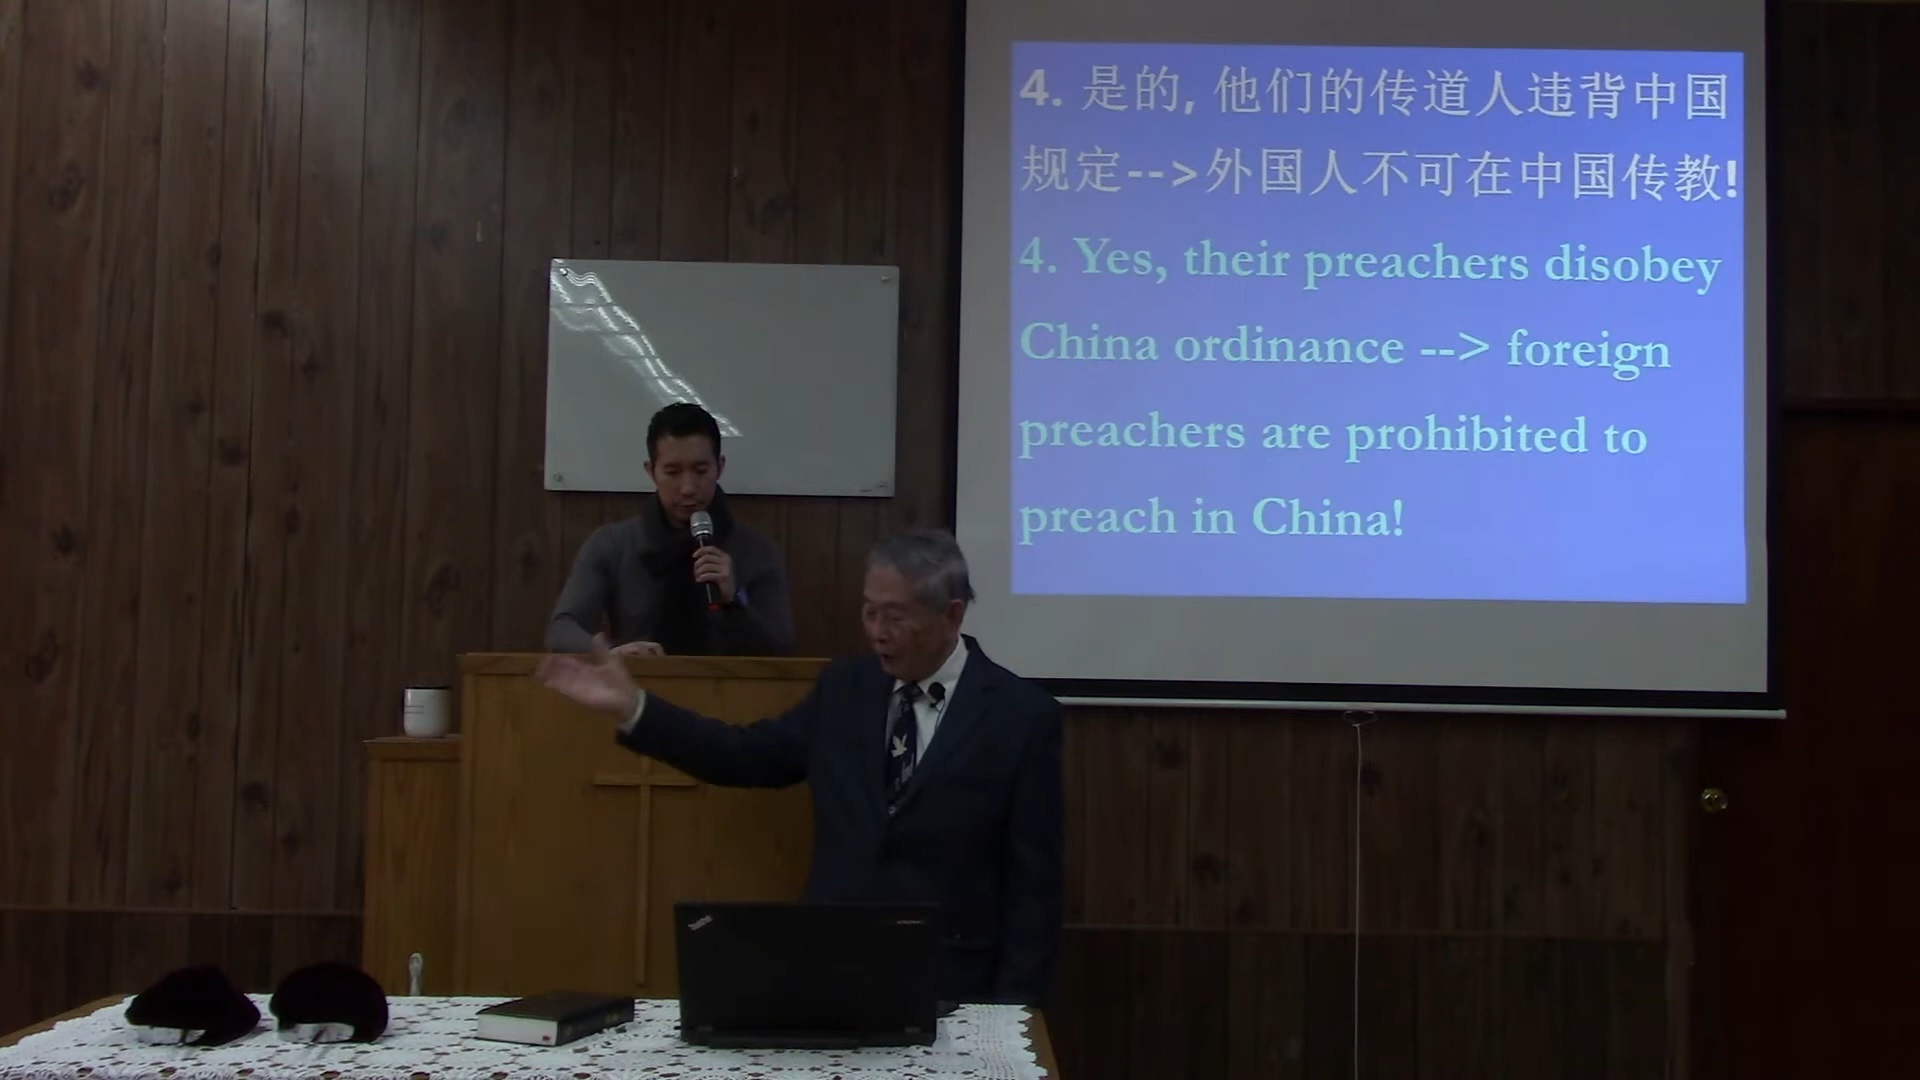 4. 是的, 他们的传道人违背中国
规定-->外国人不可在中国传教!
4. Yes, their preachers disobey
China ordinance --> foreign
preachers are prohibited to
preach in China!
ThinkPad